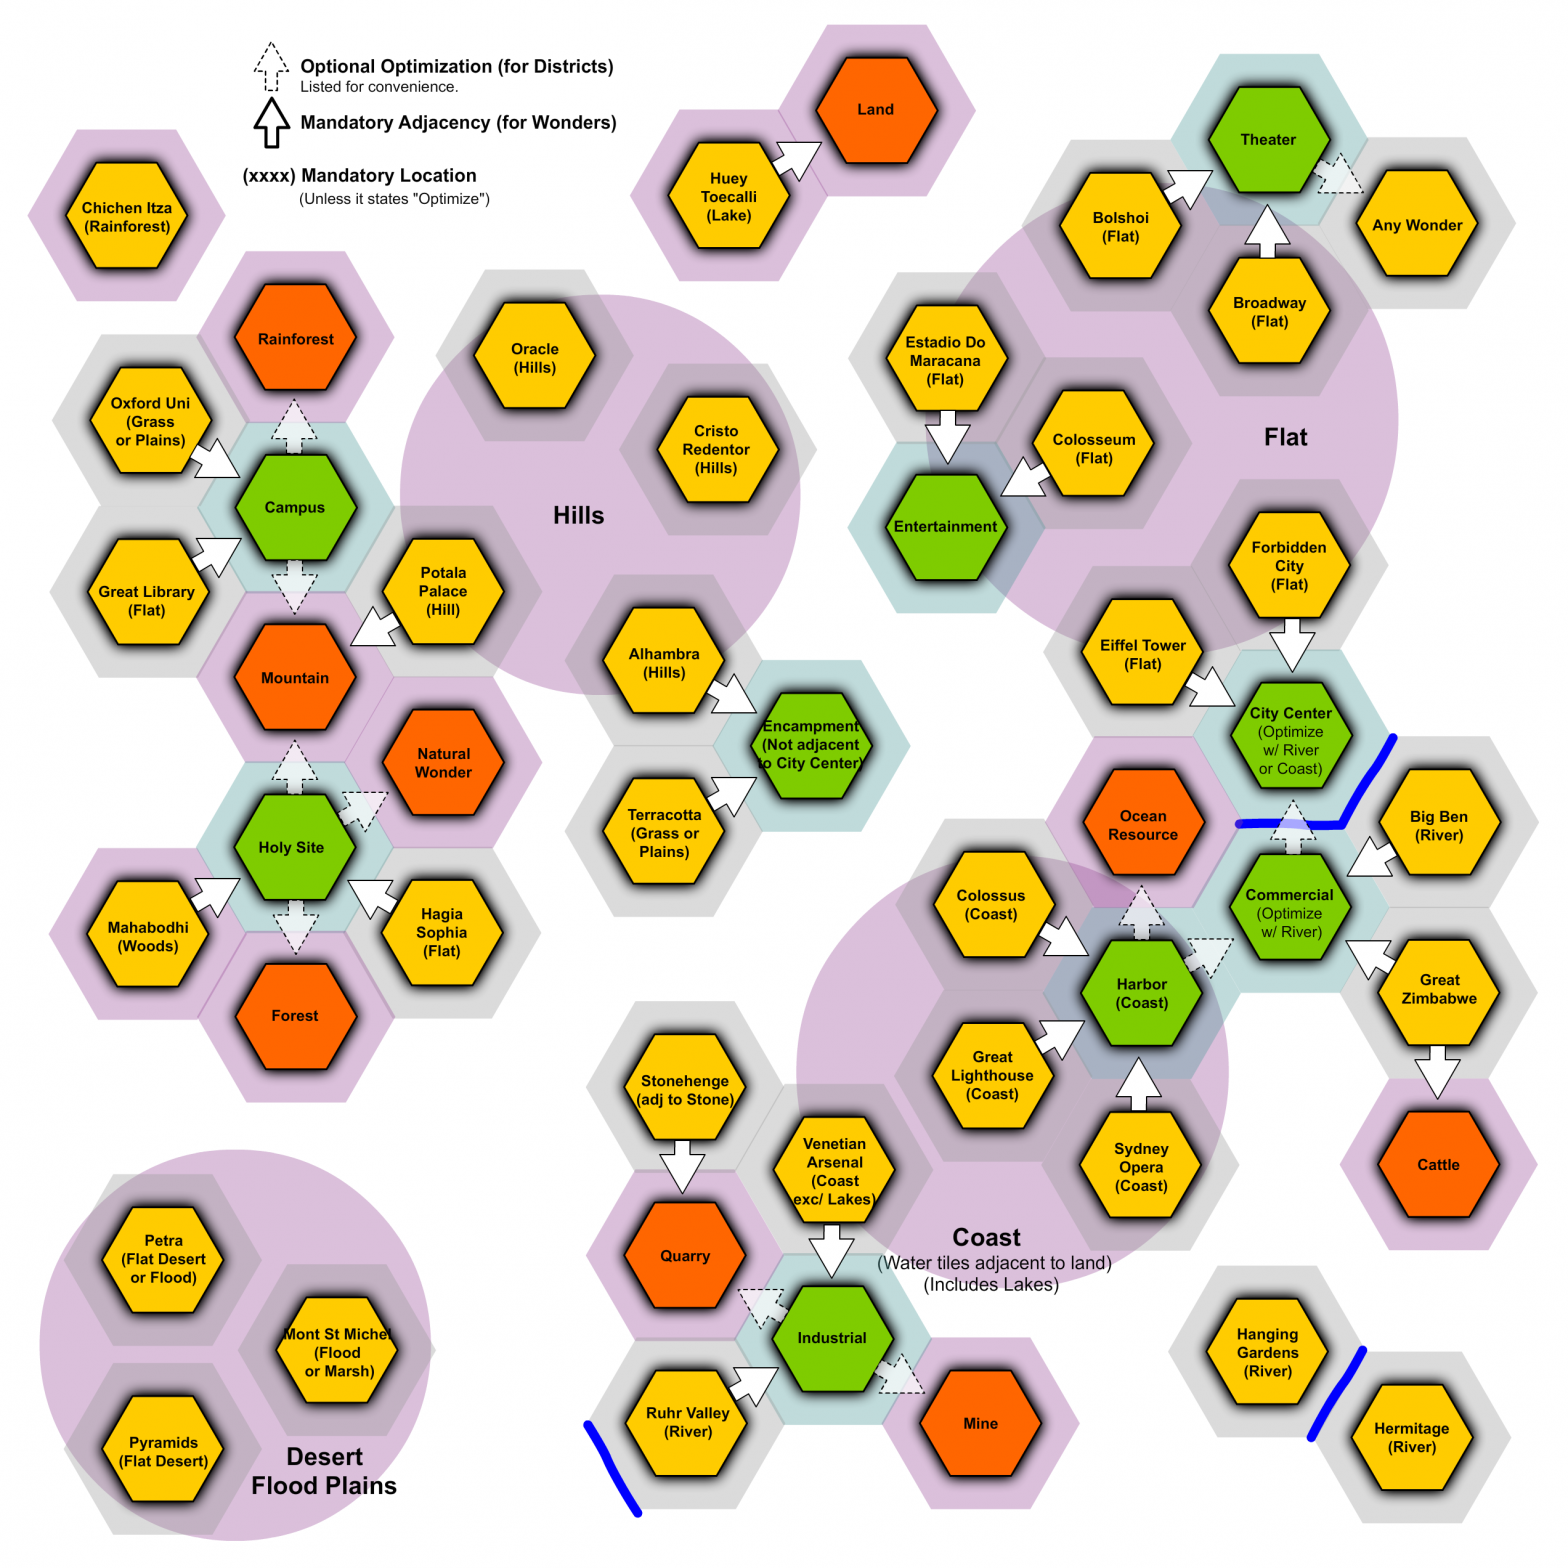 Optional Optimization (for Districts)
Listed for convenience.
Mandatory Adjacency (for Wonders)
(xxxx) Mandatory Location
(Unless it states "Optimize")
Chichen Itza
(Rainforest)
Land
Huey
Toecalli
(Lake)
Theater
Bolshoi
(Flat)
Any Wonder
Broadway
(Flat)
Rainforest
Oracle
(Hills)
Estadio Do
Maracana
(Flat)
Oxford Uni
(Grass
or Plains)
Cristo
Redentor
(Hills)
Colosseum
(Flat)
Flat
Campus
Hills
Entertainment
Great Library
(Flat)
Potala
Palace
(Hill)
Forbidden
City
(Flat)
Mountain
Alhambra
(Hills)
Eiffel Tower
(Flat)
Natural
Wonder
Encampment
(Not adjacent
to City Center)
City Center
(Optimize
w/ River
or Coast)
Holy Site
Terracotta
(Grass or
Plains)
Ocean
Resource
Big Ben
(River)
Mahabodhi
(Woods)
Hagia
Sophia
(Flat)
Colossus
(Coast)
Commercial
(Optimize
w/ River)
Forest
Harbor
(Coast)
Great
Zimbabwe
Stonehenge
(adj to Stone)
Great
Lighthouse
(Coast)
Venetian
Arsenal
(Coast
exc/ Lakes)
Sydney
Opera
(Coast)
Cattle
Petra
(Flat Desert
or Flood)
Quarry
Coast
(Water tiles adjacent to land)
(Includes Lakes)
Mont St Michel
(Flood
or Marsh)
Industrial
Hanging
Gardens
(River)
Pyramids
(Flat Desert)
Desert
Flood Plains
Ruhr Valley
(River)
Mine
Hermitage
(River)